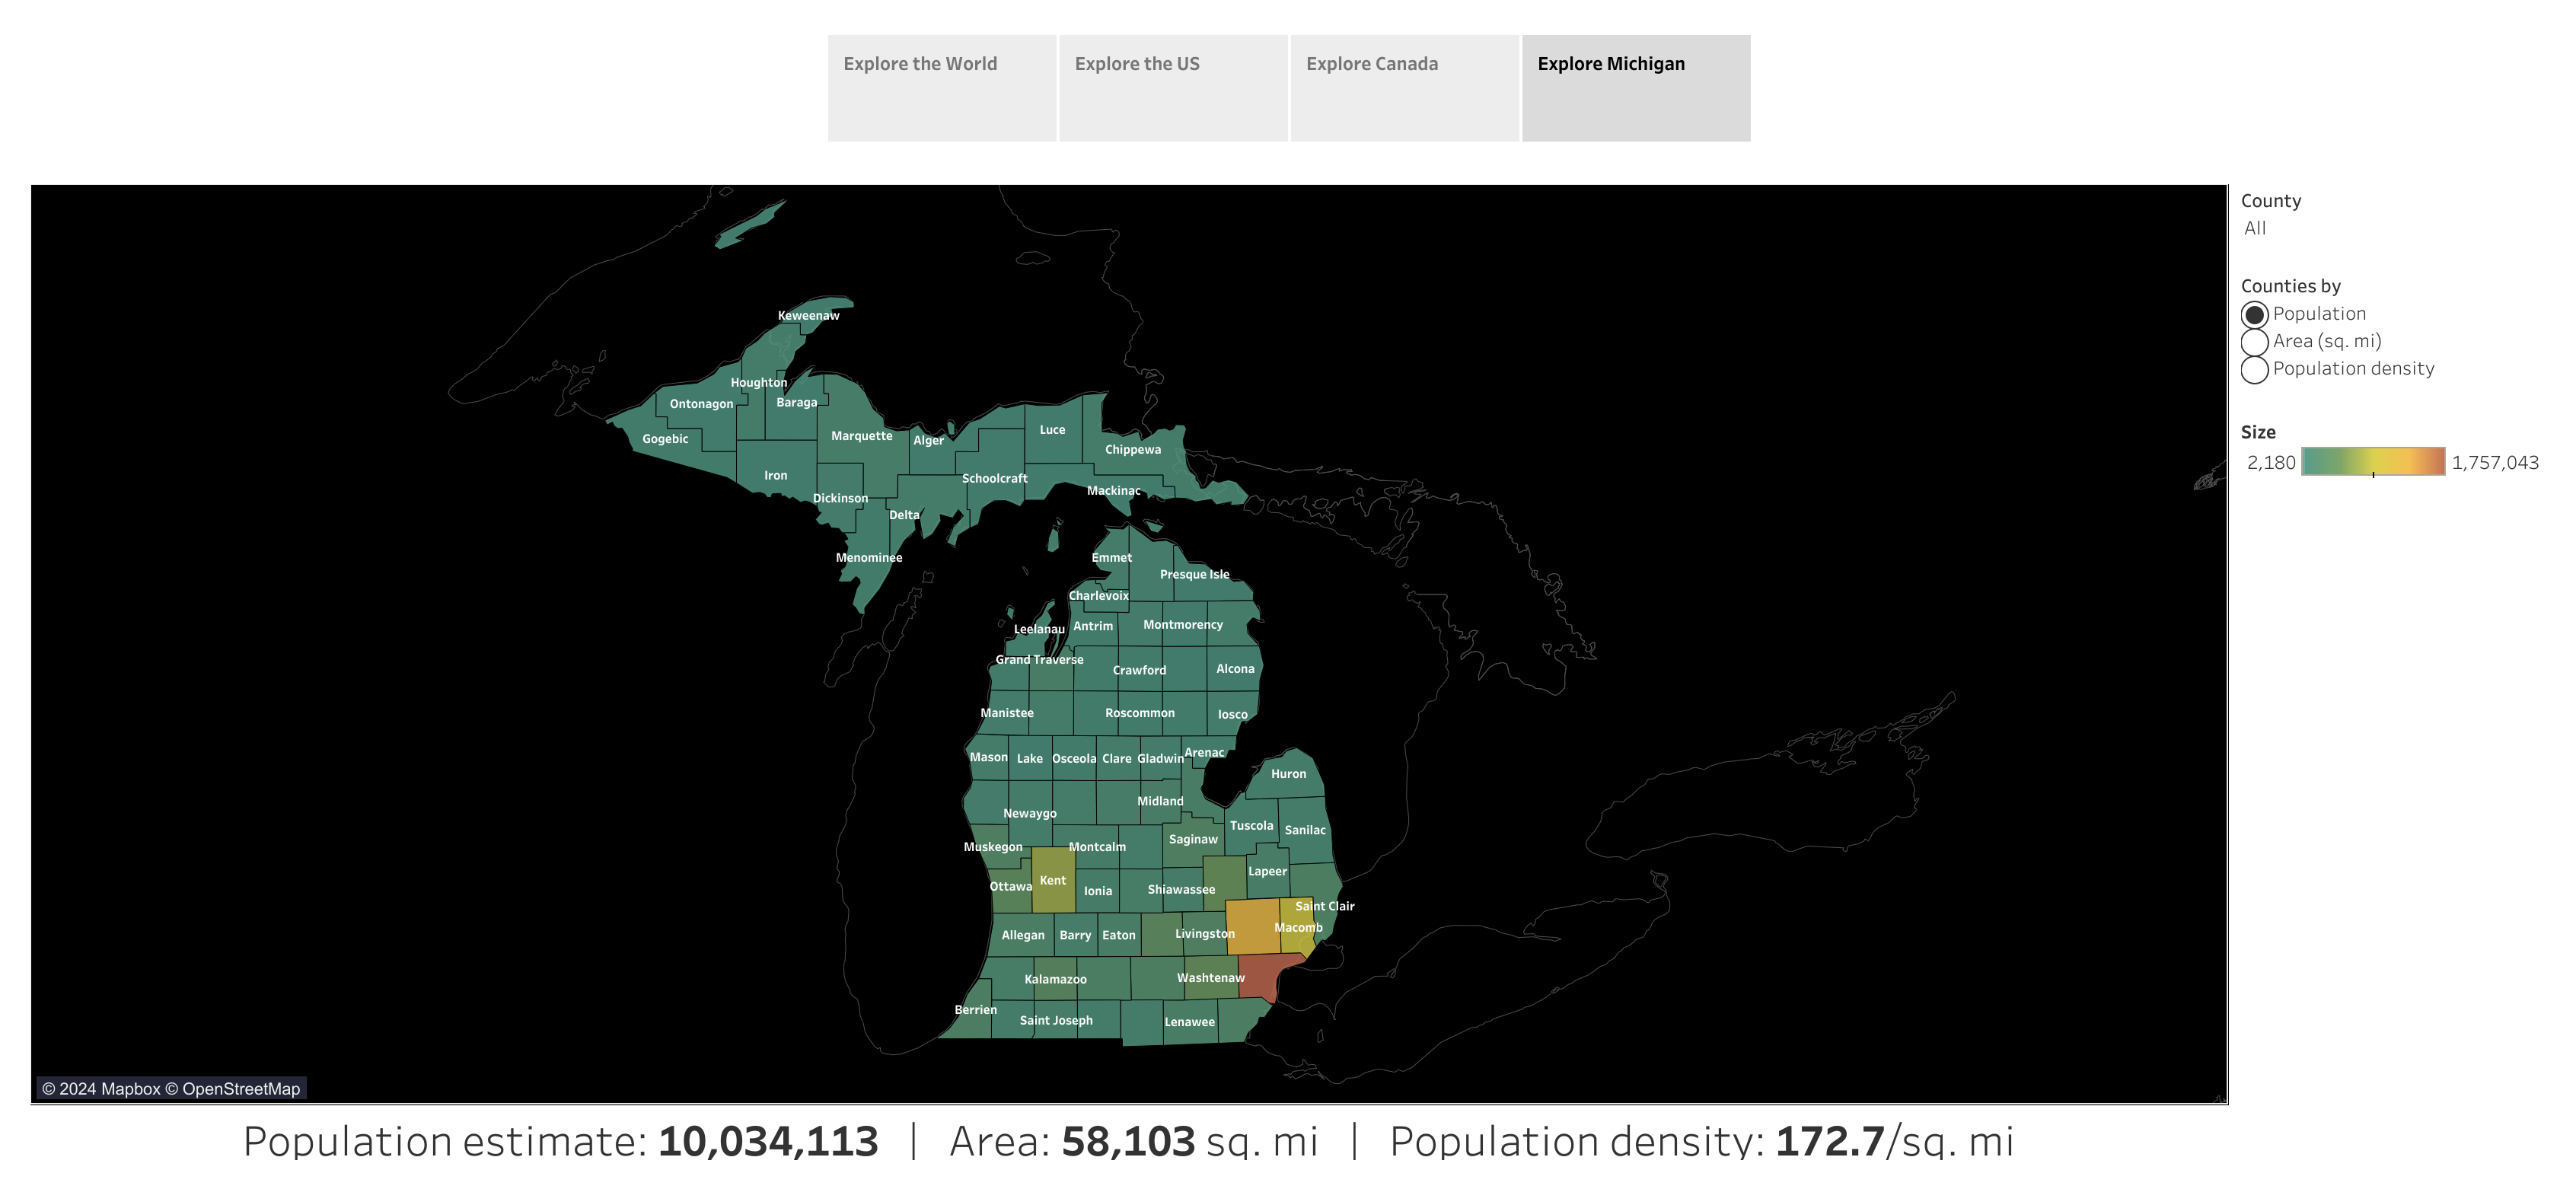 Explore the World
Explore the US
Explore Canada
Explore Michigan
County
All
Counties by
Population
Area (sq. mi)
Population density
Size
2,180
1,757,043
Keweenaw
Houghton
Ontonagon
Baraga
Gogebic
Marquette
Alger
Luce
Chippewa
Iron
Schoolcraft
Mackinac
Dickinson
Delta
Menominee
Emmet
Presque Isle
Charlevoix
Leelanau
Antrim
Montmorency
Grand Traverse
Crawford
Alcona
Manistee
Roscommon
Iosco
Mason
Lake
Osceola
Clare
Gladwin
Arenac
Huron
Newaygo
Midland
Tuscola
Sanilac
Muskegon
Montcalm
Saginaw
Ottawa
Kent
Ionia
Shiawassee
Lapeer
Saint Clair
Allegan
Barry
Eaton
Livingston
Macomb
Kalamazoo
Washtenaw
Berrien
Saint Joseph
Lenawee
© 2024 Mapbox © OpenStreetMap
Population estimate: 10,034,113 | Area: 58,103 sq. mi | Population density: 172.7/sq. mi